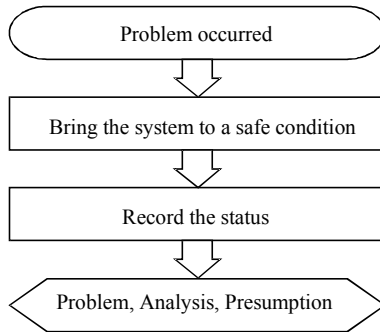 Problem occurred
Bring the system to a safe condition
Record the status
Problem, Analysis, Presumption